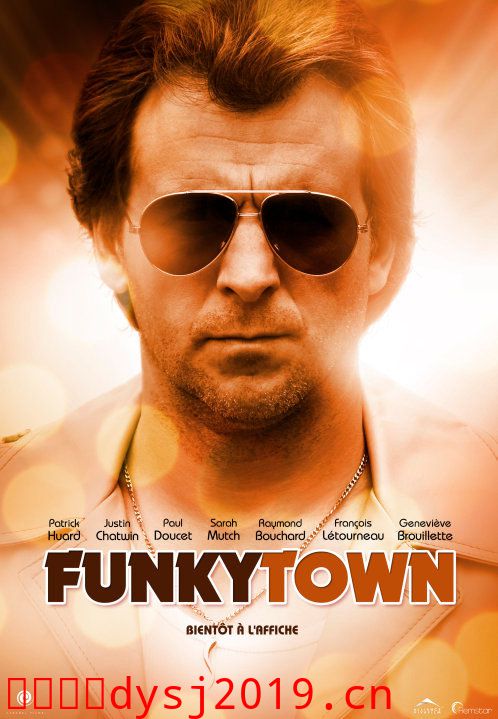 Patrick Huard
Justin Chatwin
Paul Doucet
Sarah Mutch
Raymond Bouchard
François Létourneau
Geneviève Brouillette
FUNKYTOWN
BIENTÔT À L'AFFICHE
dysj2019.cn
Remstar